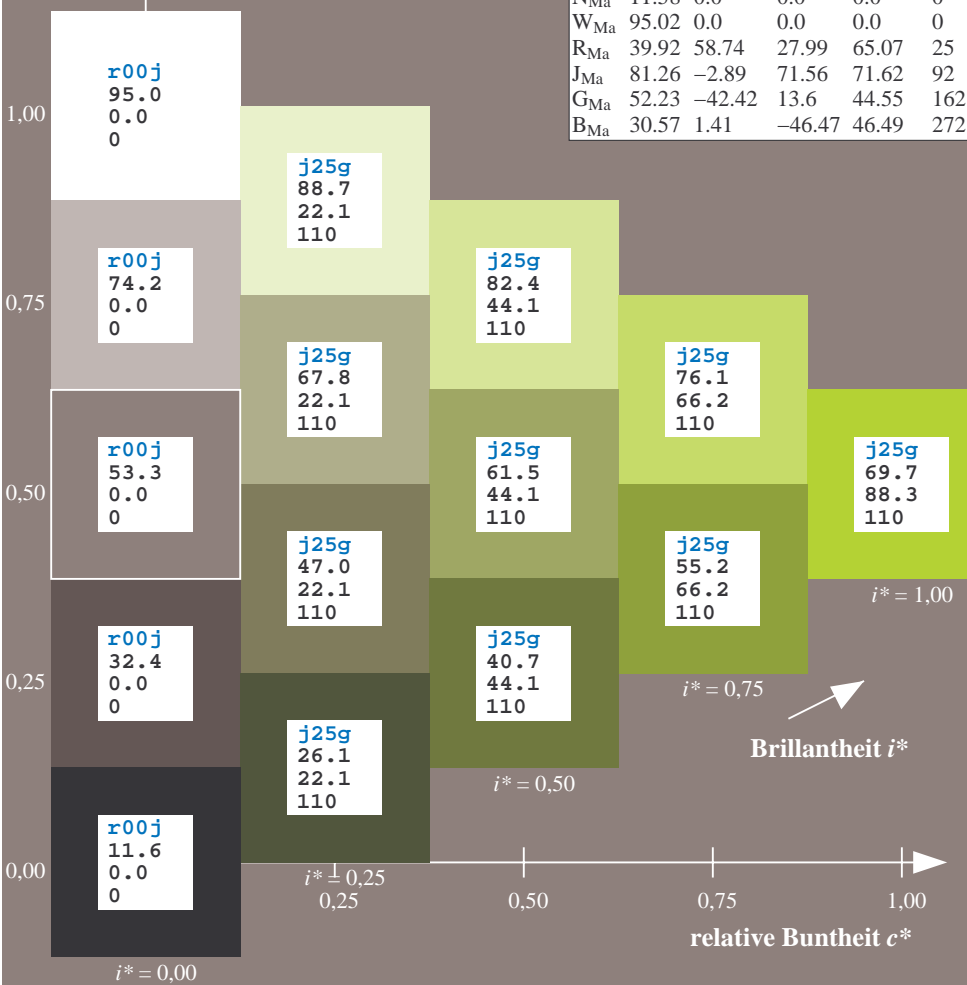 W_Ma 95.02 0.0 0.0 0.0 0
R_Ma 39.92 58.74 27.99 65.07 25
J_Ma 81.26 −2.89 71.56 71.62 92
G_Ma 52.23 −42.42 13.6 44.55 162
B_Ma 30.57 1.41 −46.47 46.49 272
r00j
95.0
0.0
0
1,00
j25g
88.7
22.1
110
r00j
74.2
0.0
0
j25g
82.4
44.1
110
0,75
j25g
67.8
22.1
110
j25g
76.1
66.2
110
r00j
53.3
0.0
0
j25g
61.5
44.1
110
j25g
69.7
88.3
110
0,50
j25g
47.0
22.1
110
j25g
55.2
66.2
110
i* = 1,00
r00j
32.4
0.0
0
j25g
40.7
44.1
110
0,25
i* = 0,75
j25g
26.1
22.1
110
Brillantheit i*
i* = 0,50
r00j
11.6
0.0
0
0,00
i* = 0,25
0,25 0,50 0,75 1,00
relative Buntheit c*
i* = 0,00